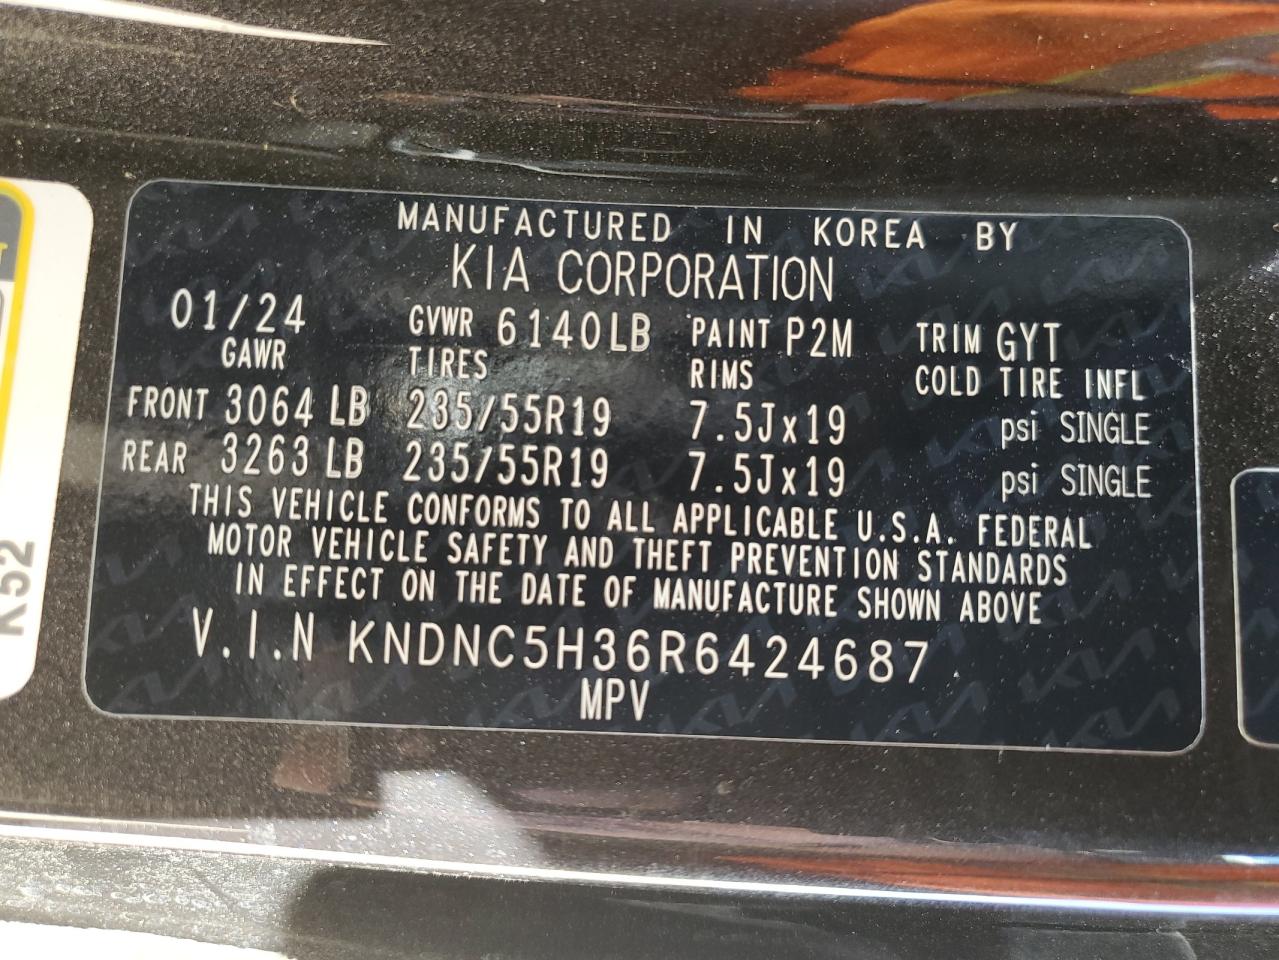 MANUFACTURED IN KOREA BY
KIA CORPORATION
01/24 GVWR 6140LB PAINT P2M TRIM GYT
GAWR TIRES RIMS COLD TIRE INFL
FRONT 3064 LB 235/55R19 7.5Jx19 psi SINGLE
REAR 3263 LB 235/55R19 7.5Jx19 psi SINGLE
THIS VEHICLE CONFORMS TO ALL APPLICABLE U.S.A. FEDERAL
MOTOR VEHICLE SAFETY AND THEFT PREVENTION STANDARDS
IN EFFECT ON THE DATE OF MANUFACTURE SHOWN ABOVE
V.I.N KNDNC5H36R6424687
MPV
K52